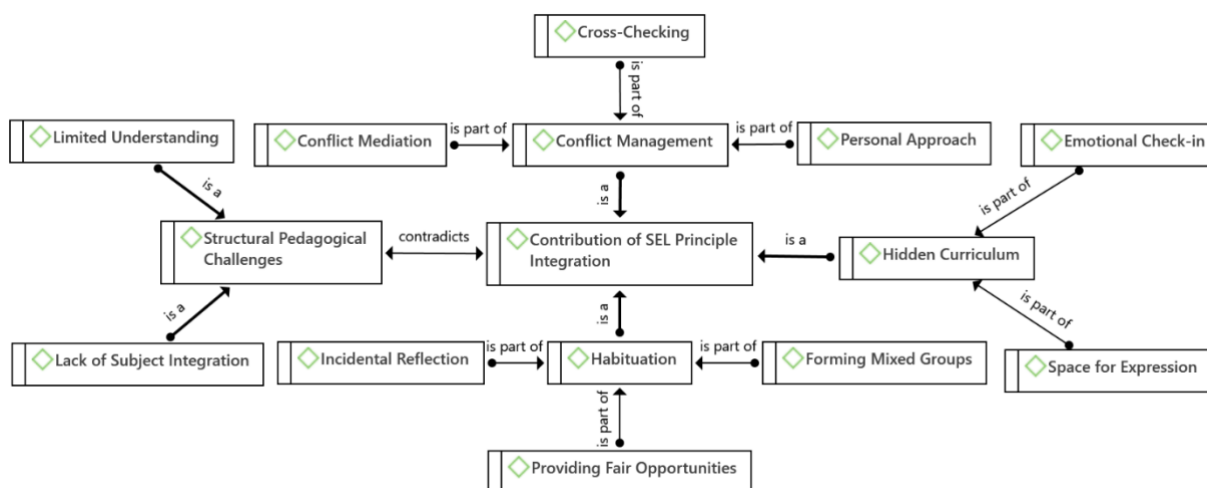 Cross-Checking
is part of
Limited Understanding
Conflict Mediation
is part of
Conflict Management
is part of
Personal Approach
Emotional Check-in
is a
is a
is part of
Structural Pedagogical
Challenges
contradicts
Contribution of SEL Principle
Integration
is a
Hidden Curriculum
is a
is a
is part of
Lack of Subject Integration
Incidental Reflection
is part of
Habituation
is part of
Forming Mixed Groups
Space for Expression
is part of
Providing Fair Opportunities